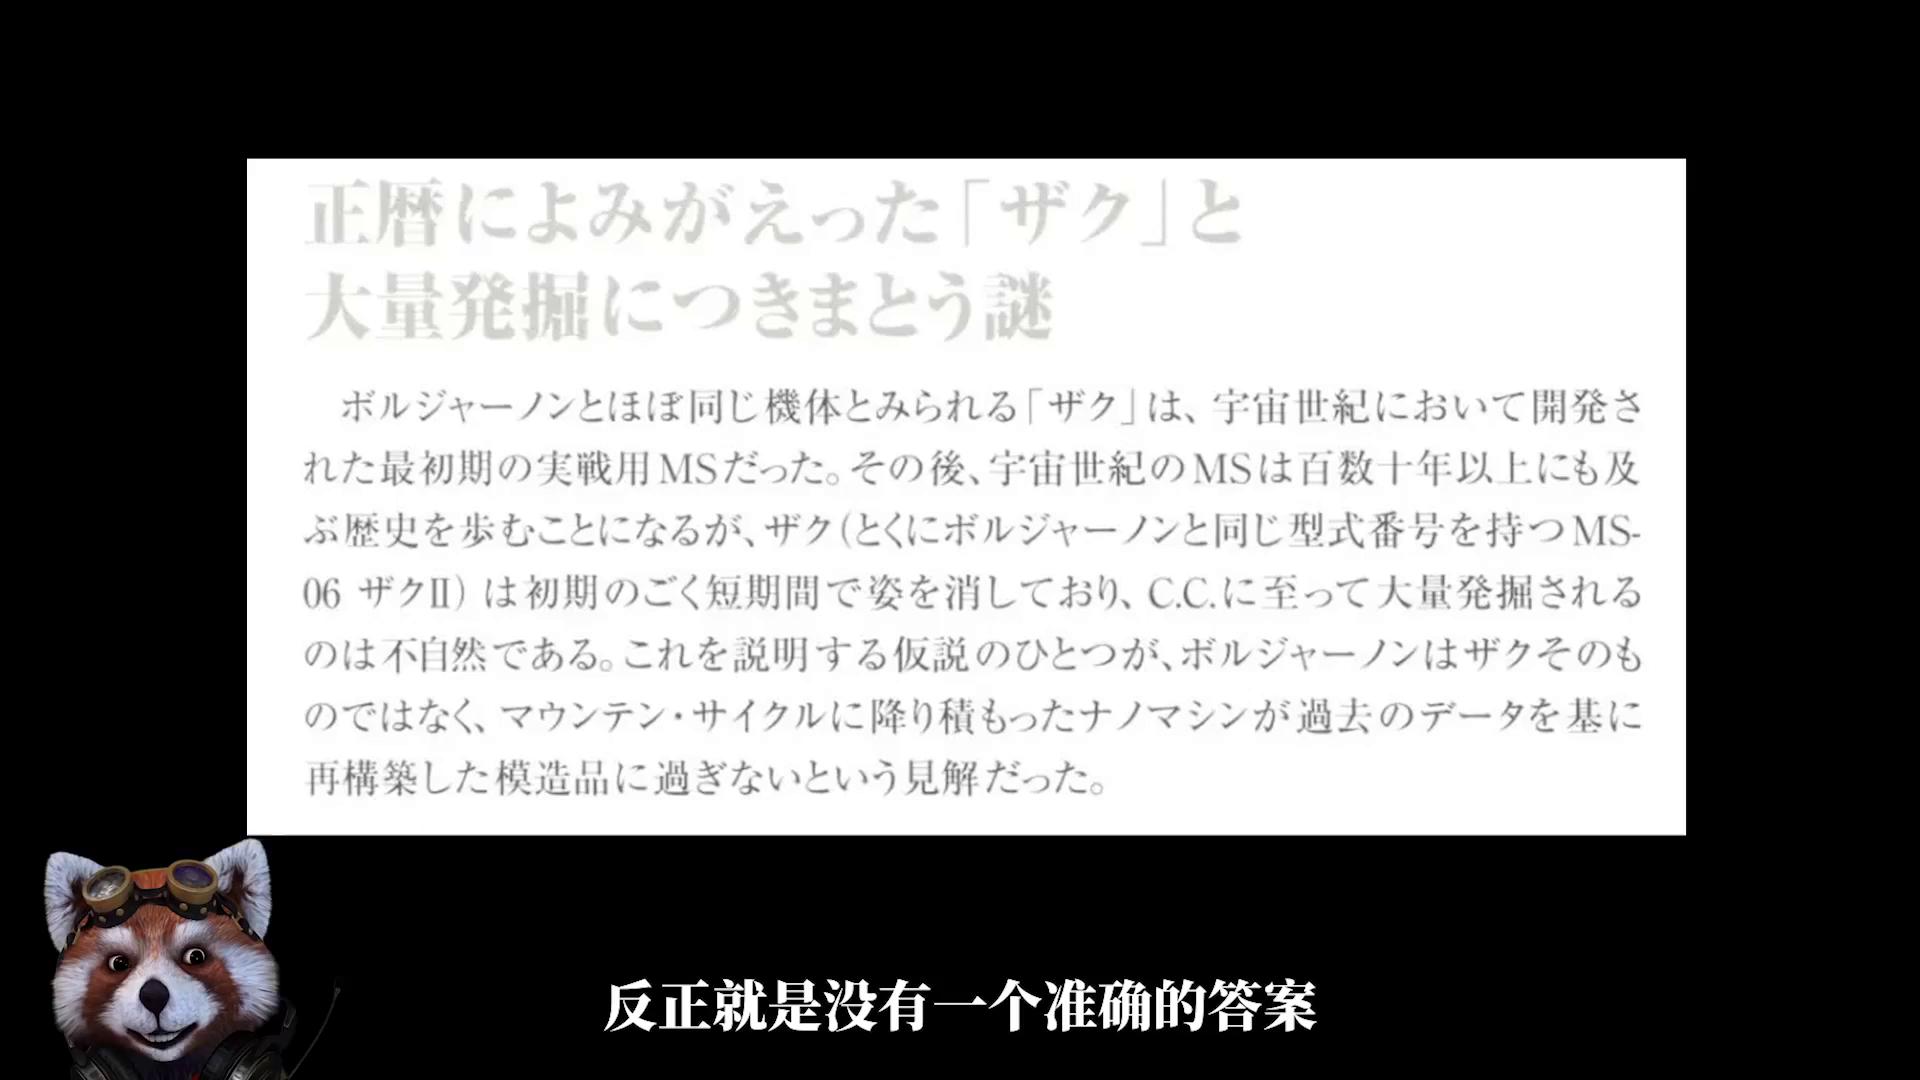 正暦によみがえった「ザク」と
大量発掘につきまとう謎
ボルジャーノンとほぼ同じ機体とみられる「ザク」は、宇宙世紀において開発さ
れた最初期の実戦用MSだった。その後、宇宙世紀のMSは百数十年以上にも及
ぶ歴史を歩むことになるが、ザク(とくにボルジャーノンと同じ型式番号を持つMS-
06 ザクⅡ) は初期のごく短期間で姿を消しており、C.C.に至って大量発掘される
のは不自然である。これを説明する仮説のひとつが、ボルジャーノンはザクそのも
のではなく、マウンテン・サイクルに降り積もったナノマシンが過去のデータを基に
再構築した模造品に過ぎないという見解だった。
反正就是没有一个准确的答案